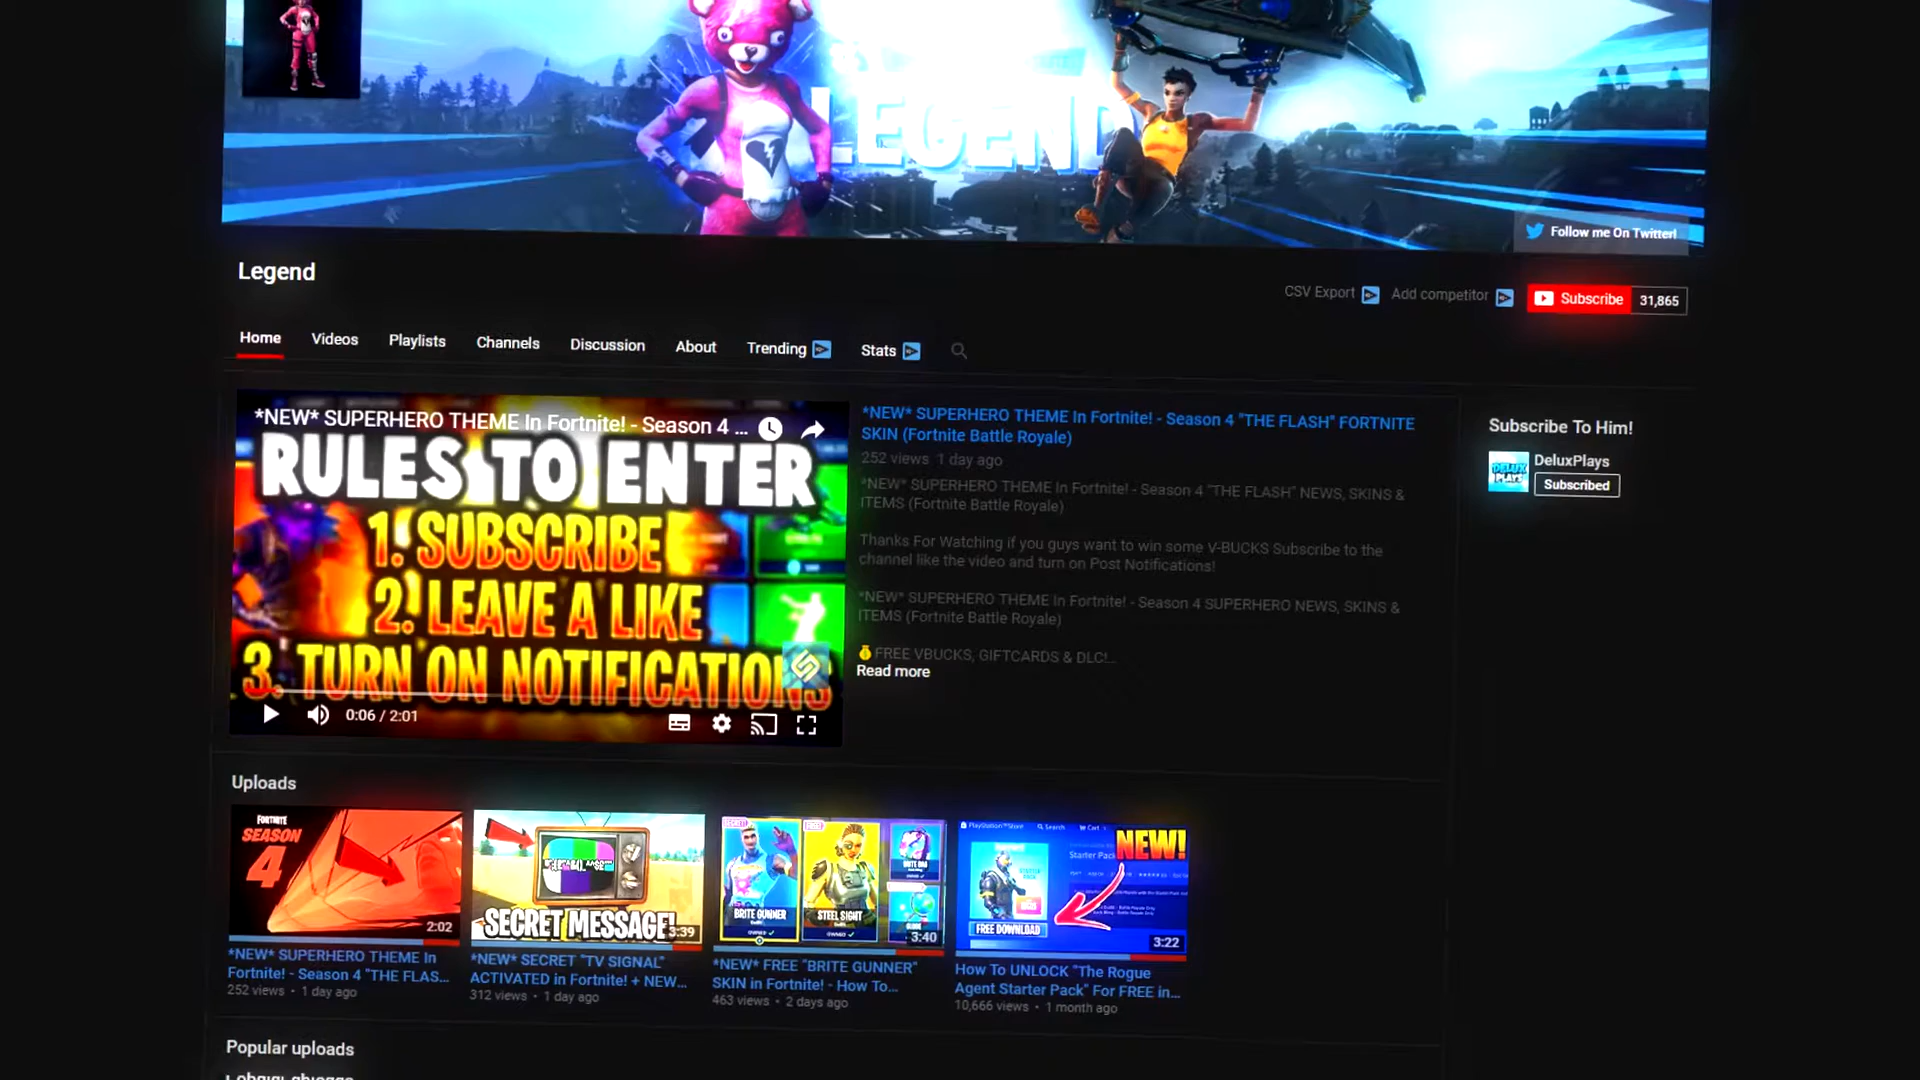 LEGEND
Follow me On Twitter!
Legend
CSV Export
Add competitor
Subscribe 31,865
Home Videos Playlists Channels Discussion About Trending Stats
*NEW* SUPERHERO THEME In Fortnite! - Season 4 ...
RULES TO ENTER
1. SUBSCRIBE
2. LEAVE A LIKE
3. TURN ON NOTIFICATIONS
0:06 / 2:01
*NEW* SUPERHERO THEME In Fortnite! - Season 4 "THE FLASH" FORTNITE
SKIN (Fortnite Battle Royale)
252 views 1 day ago
*NEW* SUPERHERO THEME In Fortnite! - Season 4 "THE FLASH" NEWS, SKINS &
ITEMS (Fortnite Battle Royale)
Thanks For Watching if you guys want to win some V-BUCKS Subscribe to the
channel like the video and turn on Post Notifications!
*NEW* SUPERHERO THEME In Fortnite! - Season 4 SUPERHERO NEWS, SKINS &
ITEMS (Fortnite Battle Royale)
FREE VBUCKS, GIFTCARDS & DLC!...
Read more
Subscribe To Him!
DELUX
PLAYS
DeluxPlays
Subscribed
Uploads
FORTNITE
SEASON
4
2:02
*NEW* SUPERHERO THEME In
Fortnite! - Season 4 "THE FLAS...
252 views • 1 day ago
SECRET MESSAGE!
3:39
*NEW* SECRET "TV SIGNAL"
ACTIVATED in Fortnite! + NEW...
312 views • 1 day ago
BRITE GUNNER
STEEL SIGHT
OWNED
3:40
*NEW* FREE "BRITE GUNNER"
SKIN in Fortnite! - How To...
463 views • 2 days ago
PlayStation Store Search Cart
Starter Pack
NEW!
FREE DOWNLOAD
3:22
How To UNLOCK "The Rogue
Agent Starter Pack" For FREE in...
10,666 views • 1 month ago
Popular uploads